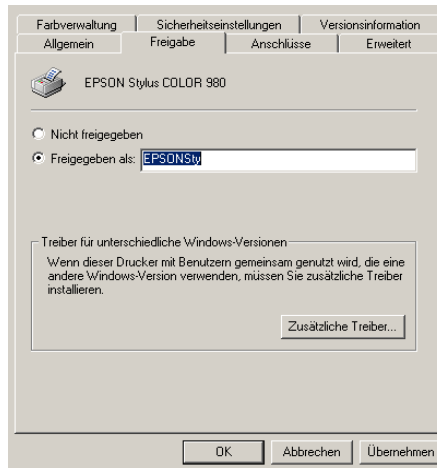 Farbverwaltung Sicherheitseinstellungen Versionsinformation
Allgemein Freigabe Anschlüsse Erweitert
EPSON Stylus COLOR 980
Nicht freigegeben
Freigegeben als: EPSONSty
Treiber für unterschiedliche Windows-Versionen
Wenn dieser Drucker mit Benutzern gemeinsam genutzt wird, die eine
andere Windows-Version verwenden, müssen Sie zusätzliche Treiber
installieren.
Zusätzliche Treiber...
OK Abbrechen Übernehmen